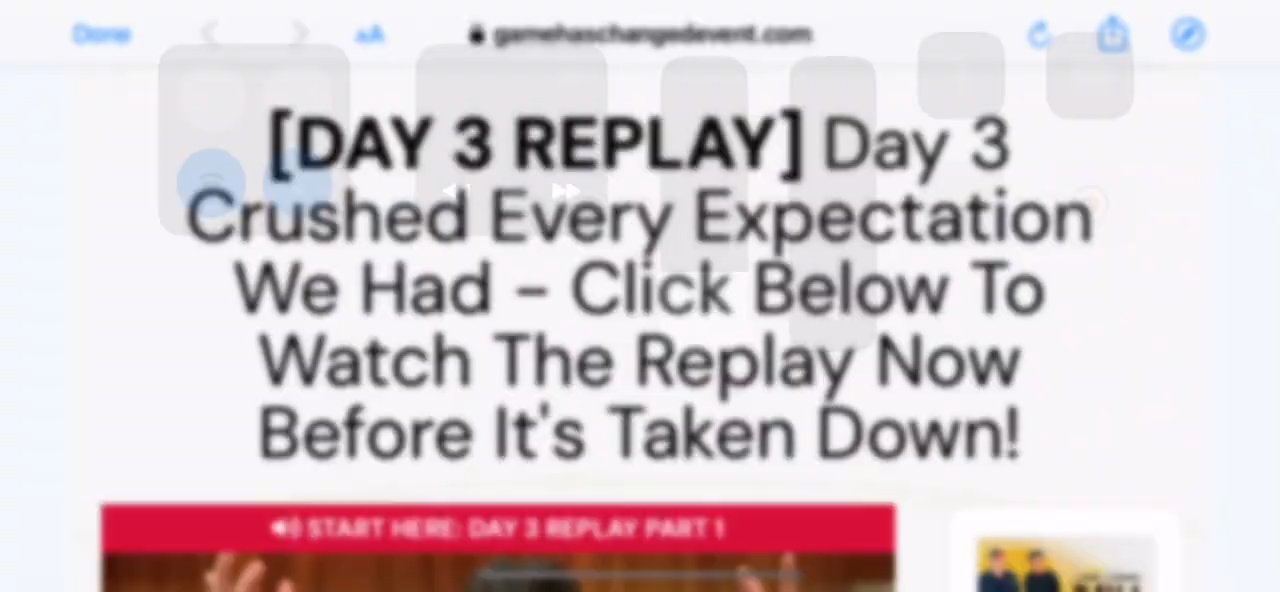 Done
AA
gamehaschangedevent.com
[DAY 3 REPLAY] Day 3
Crushed Every Expectation
We Had – Click Below To
Watch The Replay Now
Before It's Taken Down!
START HERE: DAY 3 REPLAY PART 1